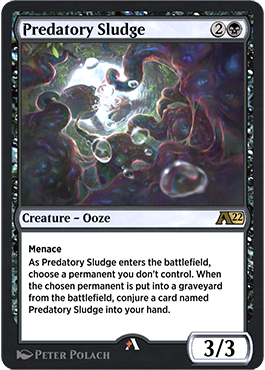 Predatory Sludge 2
Creature – Ooze
A22
Menace
As Predatory Sludge enters the battlefield,
choose a permanent you don't control. When
the chosen permanent is put into a graveyard
from the battlefield, conjure a card named
Predatory Sludge into your hand.
Peter Polach
3/3